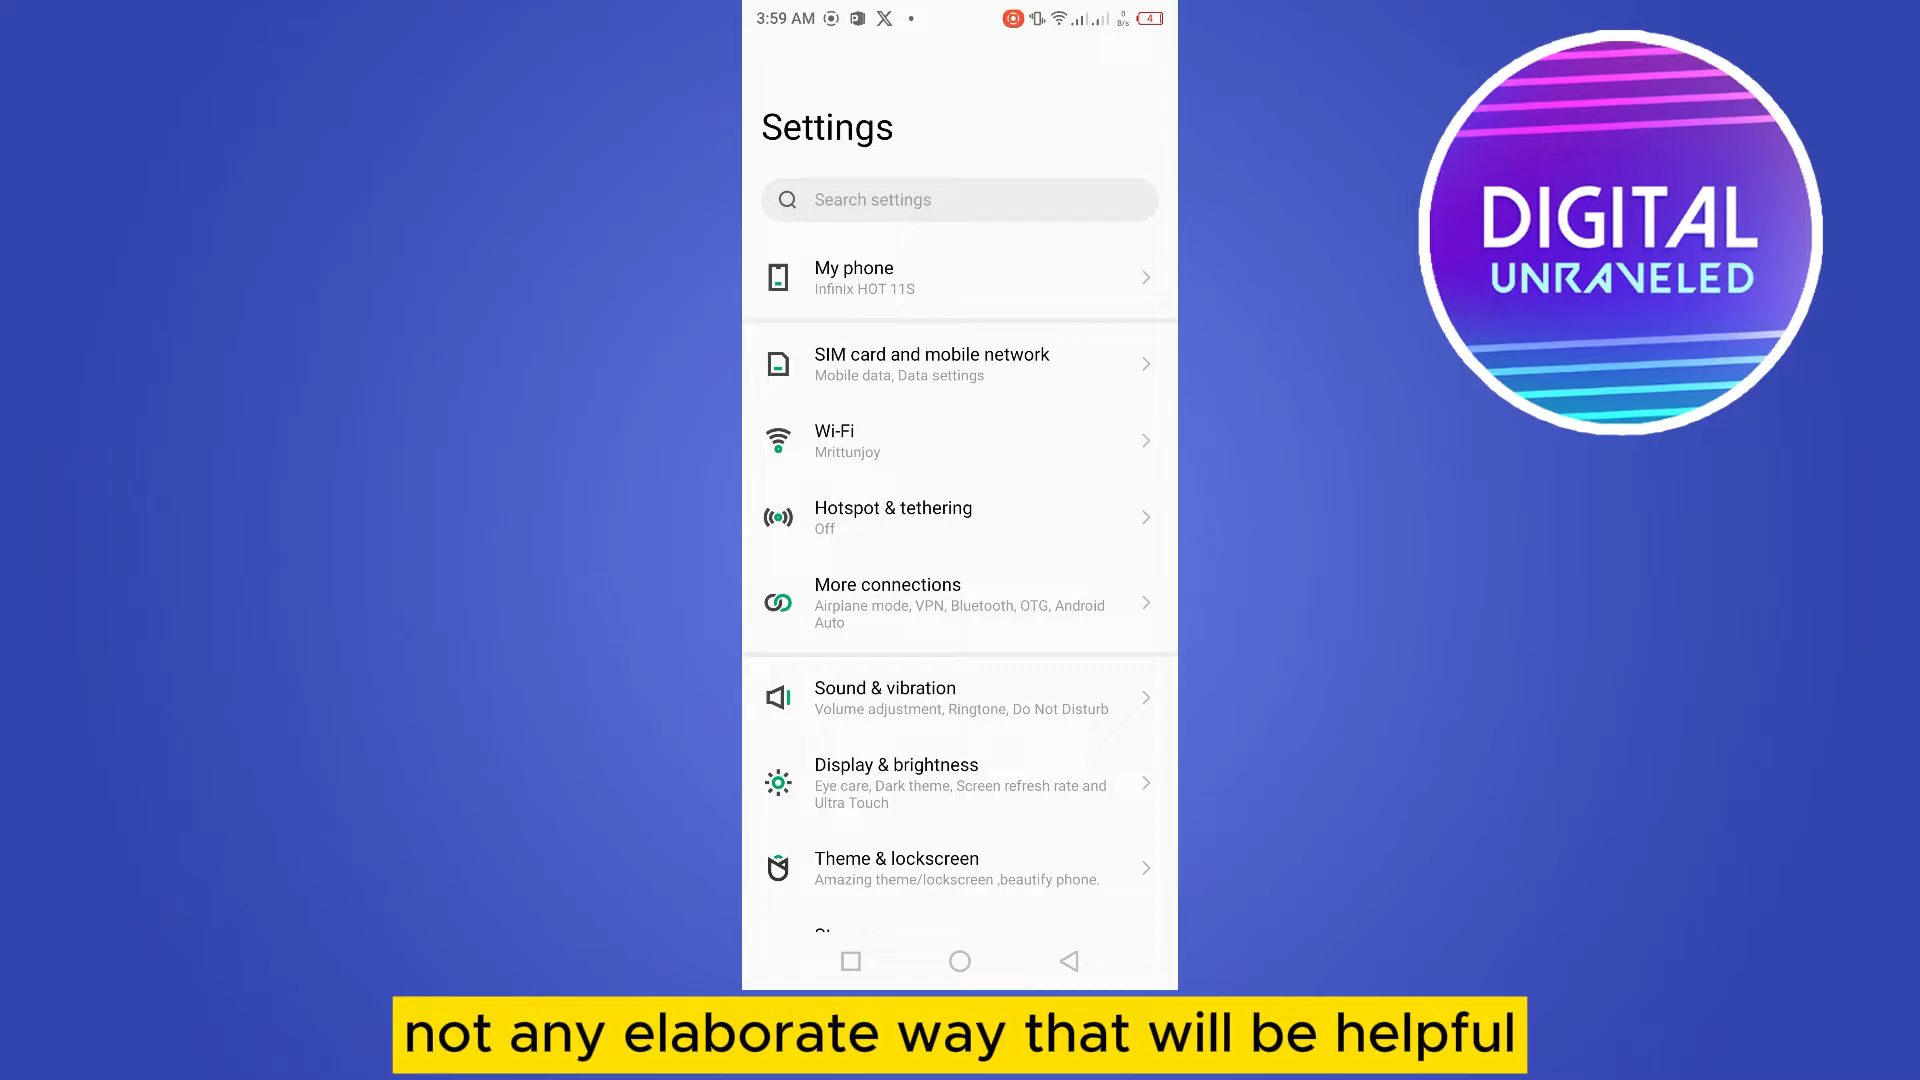 3:59 AM
0
B/s
4
Settings
Search settings
My phone
Infinix HOT 11S
SIM card and mobile network
Mobile data, Data settings
Wi-Fi
Mrittunjoy
Hotspot & tethering
Off
More connections
Airplane mode, VPN, Bluetooth, OTG, Android
Auto
Sound & vibration
Volume adjustment, Ringtone, Do Not Disturb
Display & brightness
Eye care, Dark theme, Screen refresh rate and
Ultra Touch
Theme & lockscreen
Amazing theme/lockscreen ,beautify phone.
DIGITAL
UNRAVELED
not any elaborate way that will be helpful